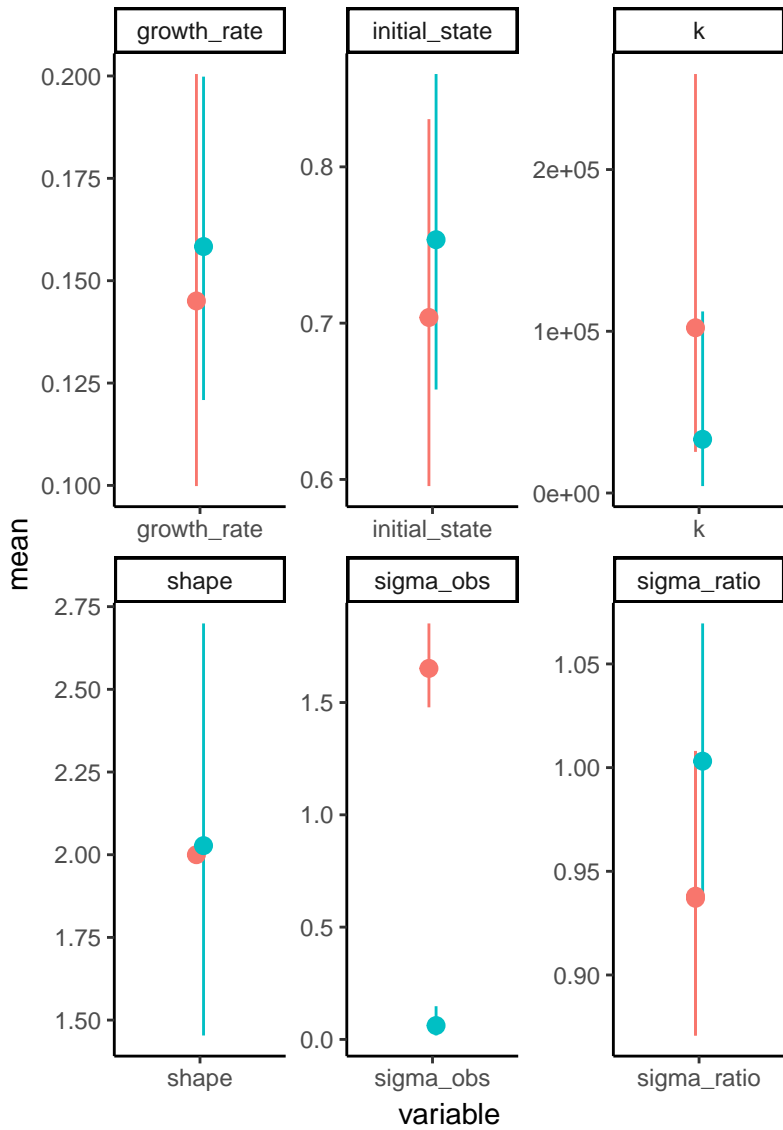 growth_rate initial_state k
0.200
0.175
0.150
0.125
0.100
0.8
0.7
0.6
2e+05
1e+05
0e+00
growth_rate initial_state k
mean
shape sigma_obs sigma_ratio
2.75
2.50
2.25
2.00
1.75
1.50
1.5
1.0
0.5
0.0
1.05
1.00
0.95
0.90
shape sigma_obs sigma_ratio
variable